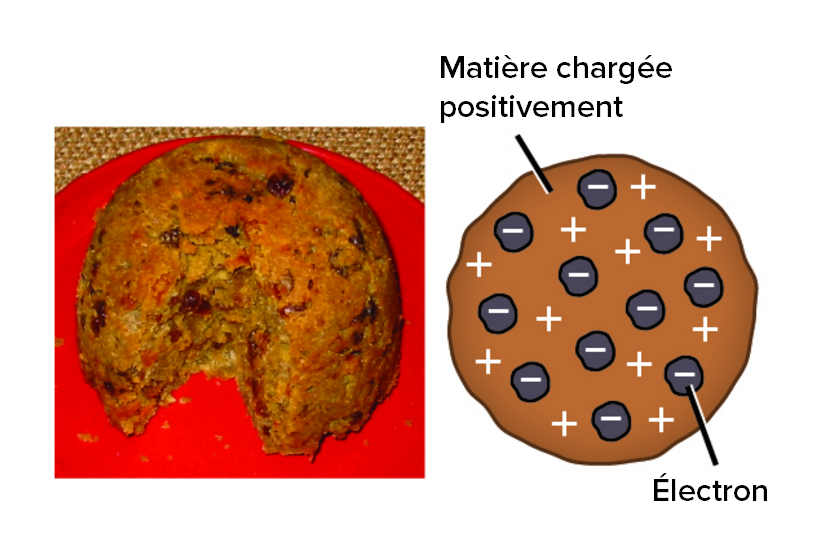 Matière chargée
positivement
− +
− + − +
+ +
− −
− + − +
+ − +
− −
+ − +
Électron